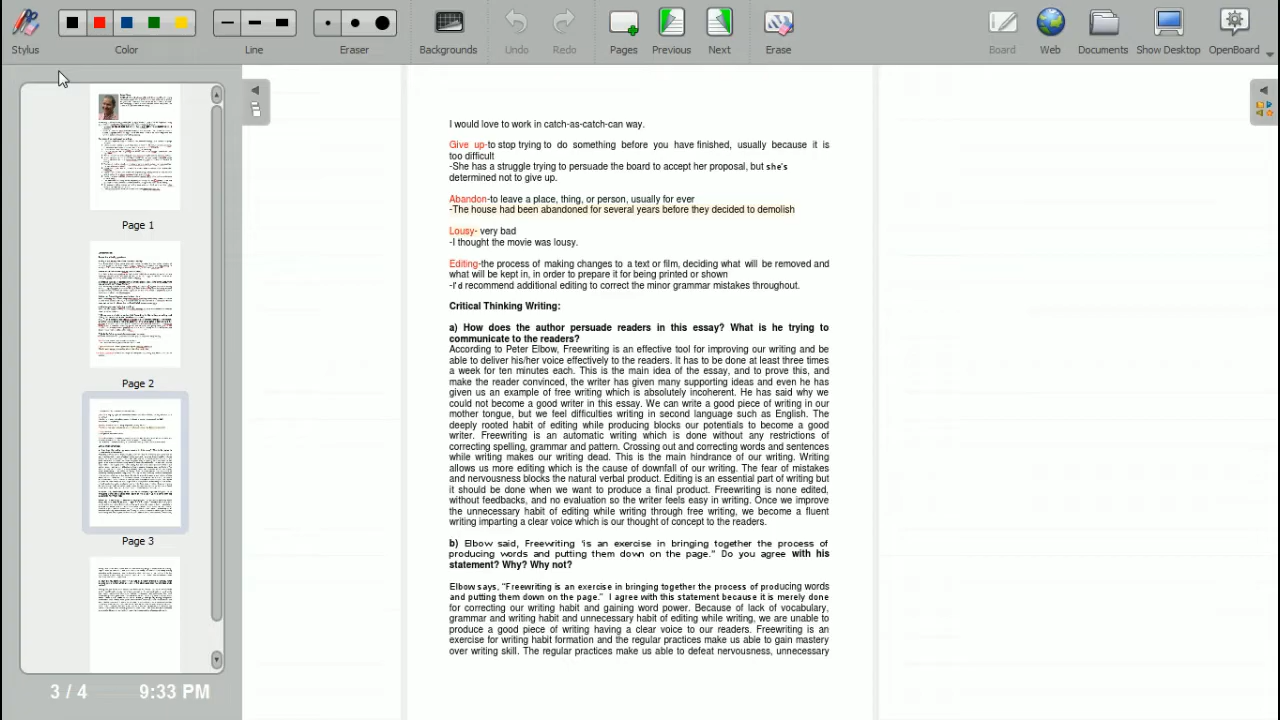 Stylus
Color
Line
Eraser
Backgrounds
Undo
Redo
Pages
Previous
Next
Erase
Board
Web
Documents
Show Desktop
OpenBoard
Page 1
Page 2
Page 3
3 / 4
9:33 PM
I would love to work in catch-as-catch-can way.
Give up-to stop trying to do something before you have finished, usually because it is
too difficult
-She has a struggle trying to persuade the board to accept her proposal, but she's
determined not to give up.
Abandon-to leave a place, thing, or person, usually for ever
-The house had been abandoned for several years before they decided to demolish
Lousy- very bad
-I thought the movie was lousy.
Editing-the process of making changes to a text or film, deciding what will be removed and
what will be kept in, in order to prepare it for being printed or shown
-I'd recommend additional editing to correct the minor grammar mistakes throughout.
Critical Thinking Writing:
a) How does the author persuade readers in this essay? What is he trying to
communicate to the readers?
According to Peter Elbow, Freewriting is an effective tool for improving our writing and be
able to deliver his/her voice effectively to the readers. It has to be done at least three times
a week for ten minutes each. This is the main idea of the essay, and to prove this, and
make the reader convinced, the writer has given many supporting ideas and even he has
given us an example of free writing which is absolutely incoherent. He has said why we
could not become a good writer in this essay. We can write a good piece of writing in our
mother tongue, but we feel difficulties writing in second language such as English. The
deeply rooted habit of editing while producing blocks our potentials to become a good
writer. Freewriting is an automatic writing which is done without any restrictions of
correcting spelling, grammar and pattern. Crossing out and correcting words and sentences
while writing makes our writing dead. This is the main hindrance of our writing. Writing
allows us more editing which is the cause of downfall of our writing. The fear of mistakes
and nervousness blocks the natural verbal product. Editing is an essential part of writing but
it should be done when we want to produce a final product. Freewriting is none edited,
without feedbacks, and no evaluation so the writer feels easy in writing. Once we improve
the unnecessary habit of editing while writing through free writing, we become a fluent
writing imparting a clear voice which is our thought of concept to the readers.
b) Elbow said, Freewriting 'is an exercise in bringing together the process of
producing words and putting them down on the page." Do you agree with his
statement? Why? Why not?
Elbow says, "Freewriting is an exercise in bringing together the process of producing words
and putting them down on the page." I agree with this statement because it is merely done
for correcting our writing habit and gaining word power. Because of lack of vocabulary,
grammar and writing habit and unnecessary habit of editing while writing, we are unable to
produce a good piece of writing having a clear voice to our readers. Freewriting is an
exercise for writing habit formation and the regular practices make us able to gain mastery
over writing skill. The regular practices make us able to defeat nervousness, unnecessary